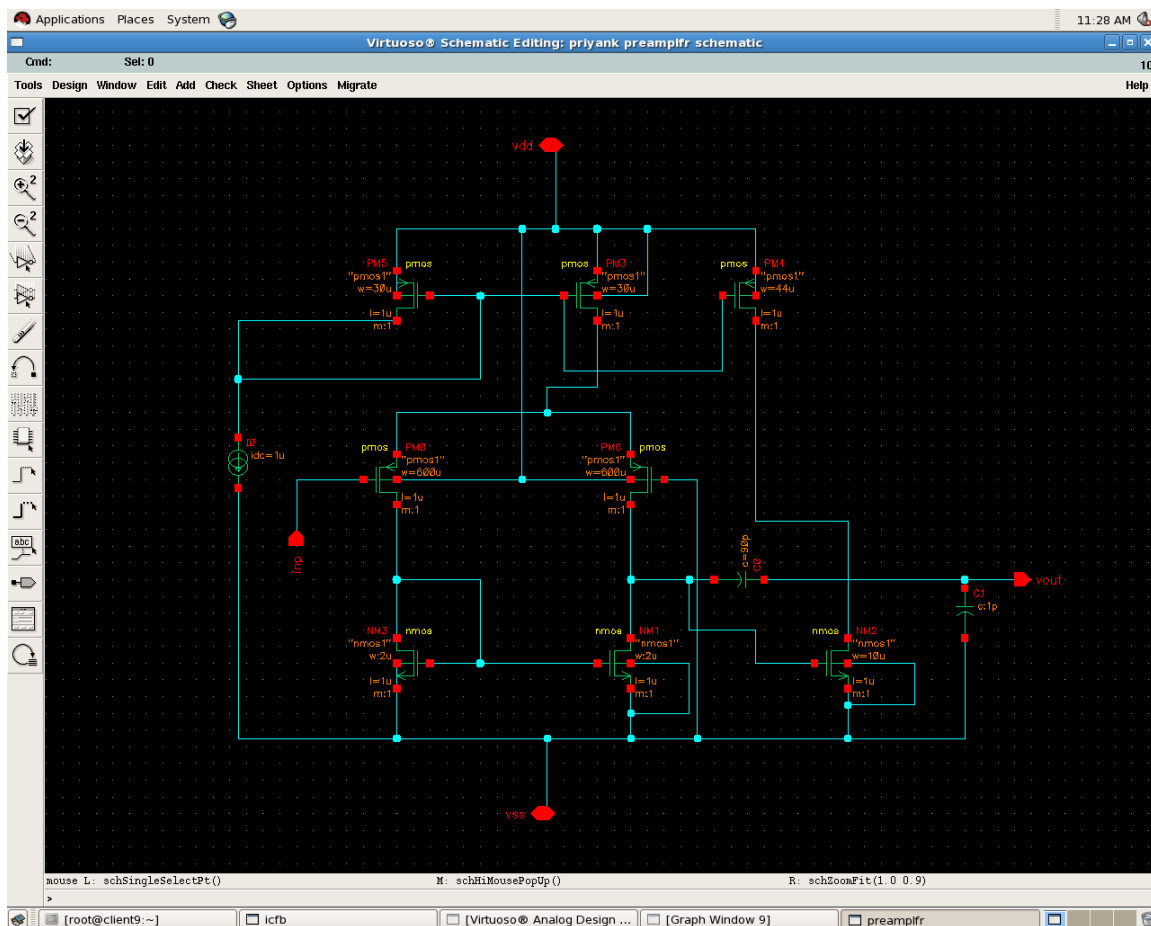 Applications Places System
11:28 AM
Virtuoso® Schematic Editing: priyank preamplfr schematic
Cmd: Sel: 0
10
Tools Design Window Edit Add Check Sheet Options Migrate Help
vdd
PM5 pmos
"pmos1"
w=30u
l=1u
m:1
pmos PM3
"pmos1"
w=30u
l=1u
m:1
pmos PM4
"pmos1"
w=44u
l=1u
m:1
I0
idc=1u
pmos PM0
"pmos1"
w=600u
l=1u
m:1
PM6 pmos
"pmos1"
w=600u
l=1u
m:1
inp
c=90p
C0
vout
C1
c:1p
NM3 nmos
"nmos1"
w:2u
l=1u
m:1
nmos NM1
"nmos1"
w:2u
l=1u
m:1
nmos NM2
"nmos1"
w=10u
l=1u
m:1
vss
mouse L: schSingleSelectPt() M: schHiMousePopUp() R: schZoomFit(1.0 0.9)
>
[root@client9:~] icfb [Virtuoso® Analog Design ... [Graph Window 9] preamplfr